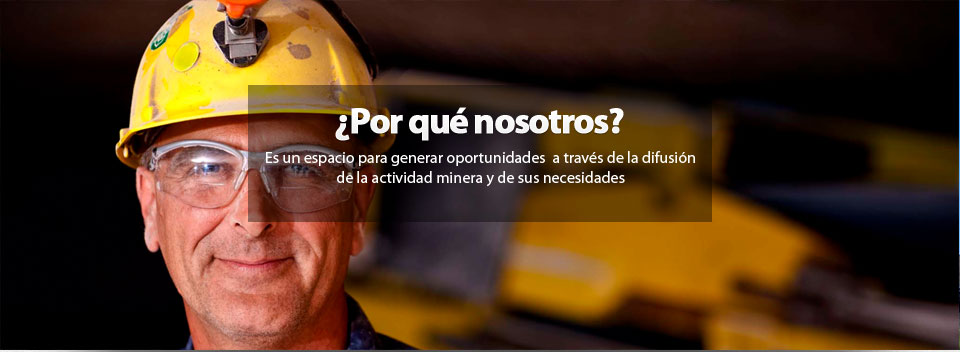 ¿Por qué nosotros?
Es un espacio para generar oportunidades a través de la difusión
de la actividad minera y de sus necesidades